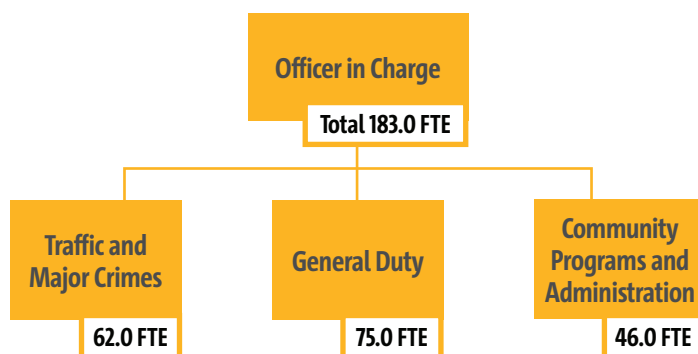 Officer in Charge
Total 183.0 FTE
Traffic and
Major Crimes
62.0 FTE
General Duty
75.0 FTE
Community
Programs and
Administration
46.0 FTE